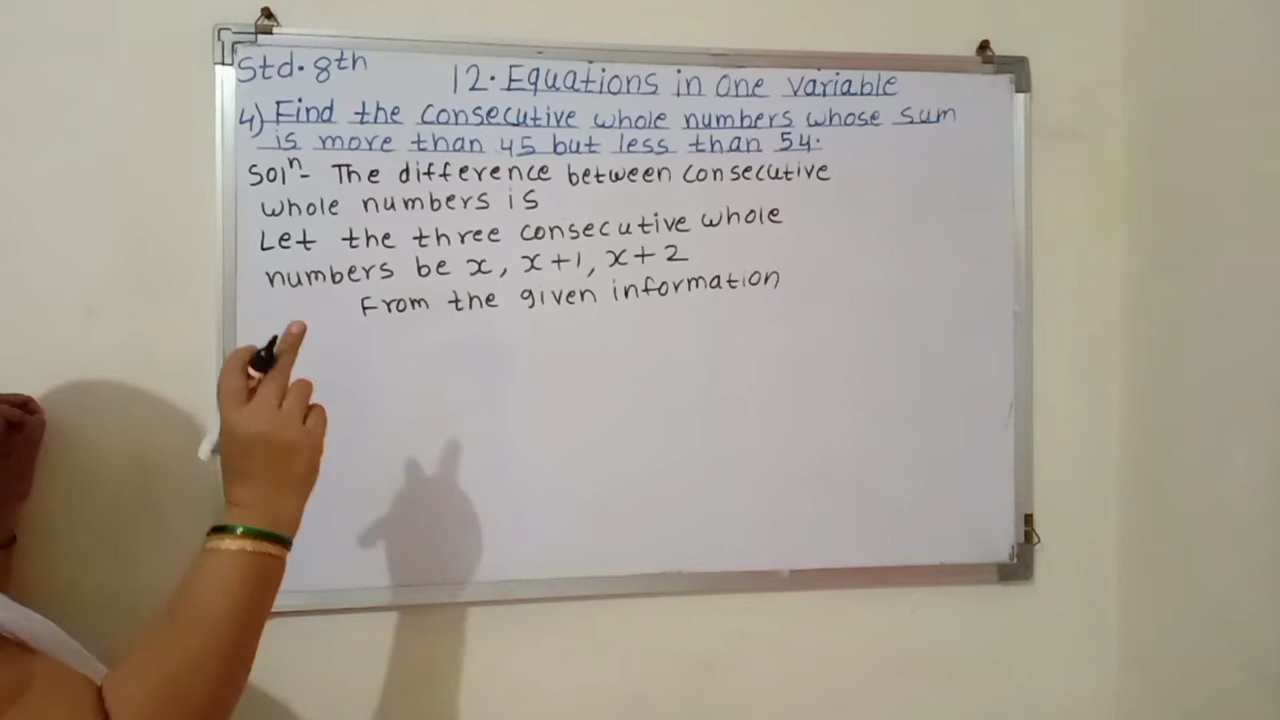 Std. 8th
12. Equations in one variable
4) Find the consecutive whole numbers whose sum
is more than 45 but less than 54.
Solⁿ- The difference between consecutive
whole numbers is
Let the three consecutive whole
numbers be x, x+1, x+2
From the given information